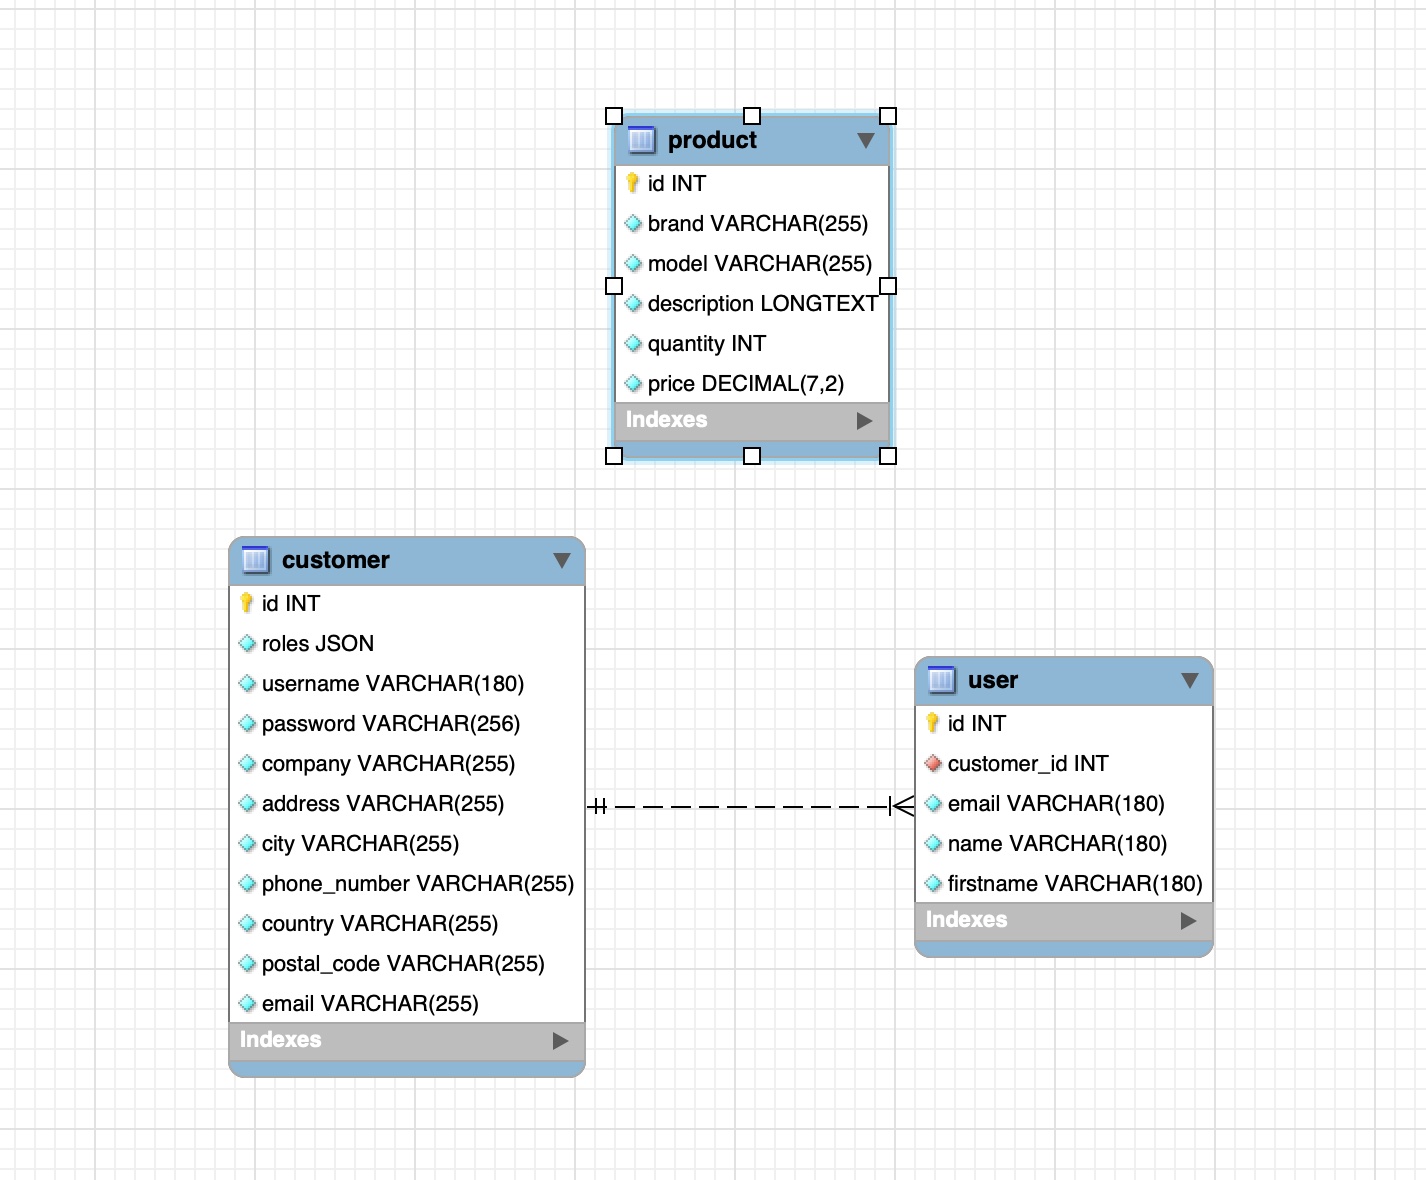 product
id INT
brand VARCHAR(255)
model VARCHAR(255)
description LONGTEXT
quantity INT
price DECIMAL(7,2)
Indexes
customer
id INT
roles JSON
username VARCHAR(180)
password VARCHAR(256)
company VARCHAR(255)
address VARCHAR(255)
city VARCHAR(255)
phone_number VARCHAR(255)
country VARCHAR(255)
postal_code VARCHAR(255)
email VARCHAR(255)
Indexes
user
id INT
customer_id INT
email VARCHAR(180)
name VARCHAR(180)
firstname VARCHAR(180)
Indexes